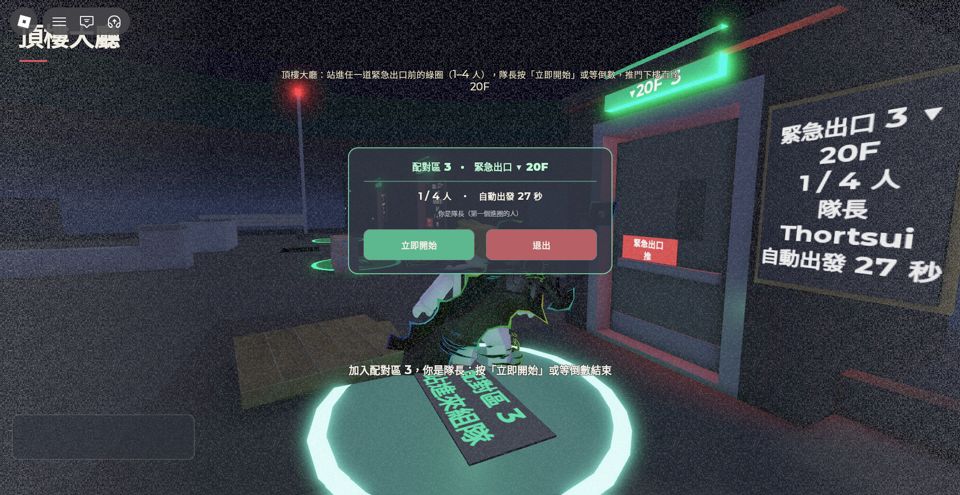 頂樓大廳
頂樓大廳：站進任一道緊急出口前的綠圈（1–4 人），隊長按「立即開始」或等倒數，推門下樓
20F
▼20F 3
配對區 3 • 緊急出口 ▼ 20F
1 / 4 人 • 自動出發 27 秒
你是隊長（第一個進圈的人）
立即開始
退出
緊急出口
推
緊急出口 3 ▼
20F
1 / 4 人
隊長
Thortsui
自動出發 27 秒
加入配對區 3，你是隊長：按「立即開始」或等倒數結束
配對區 3
站進來組隊